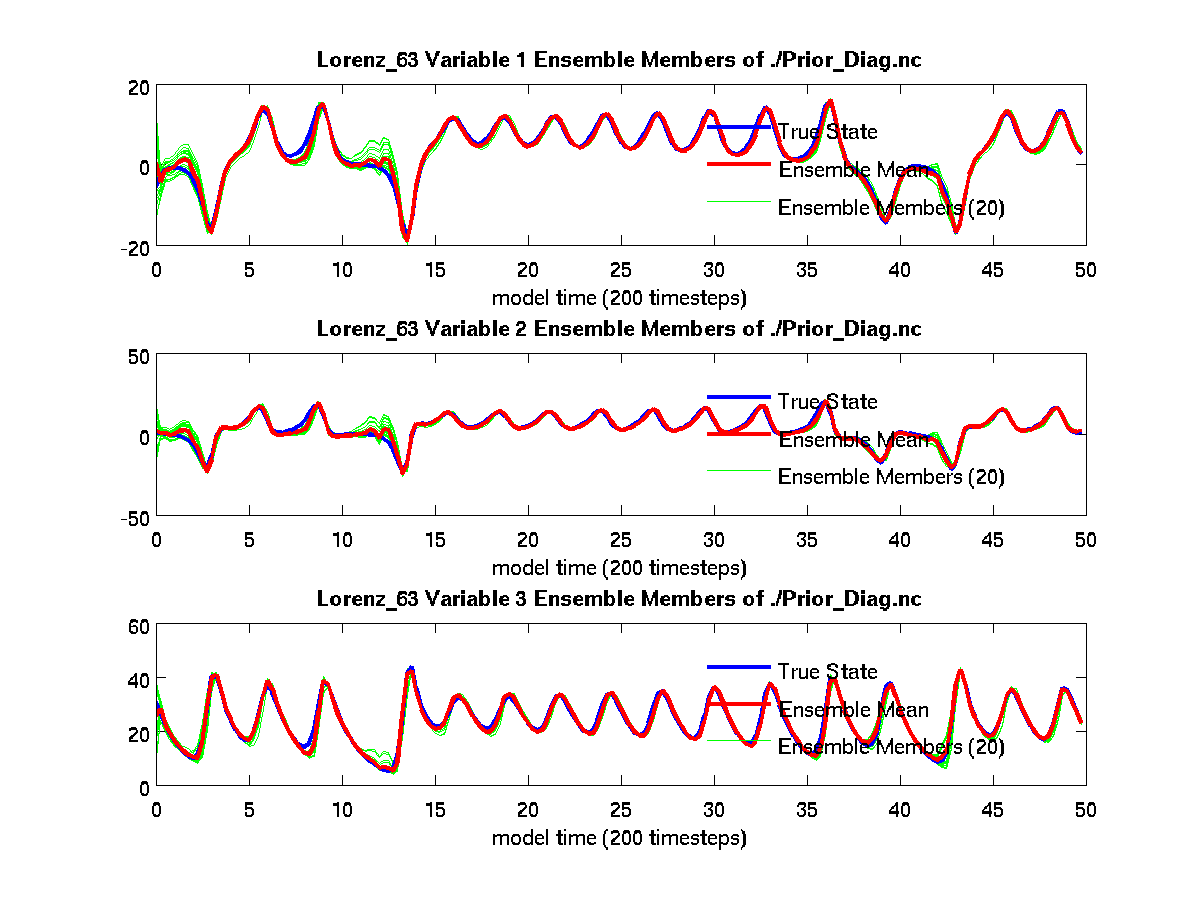 Lorenz_63 Variable 1 Ensemble Members of ./Prior_Diag.nc
20
0
-20
True State
Ensemble Mean
Ensemble Members (20)
0 5 10 15 20 25 30 35 40 45 50
model time (200 timesteps)
Lorenz_63 Variable 2 Ensemble Members of ./Prior_Diag.nc
50
0
-50
True State
Ensemble Mean
Ensemble Members (20)
0 5 10 15 20 25 30 35 40 45 50
model time (200 timesteps)
Lorenz_63 Variable 3 Ensemble Members of ./Prior_Diag.nc
60
40
20
0
True State
Ensemble Mean
Ensemble Members (20)
0 5 10 15 20 25 30 35 40 45 50
model time (200 timesteps)